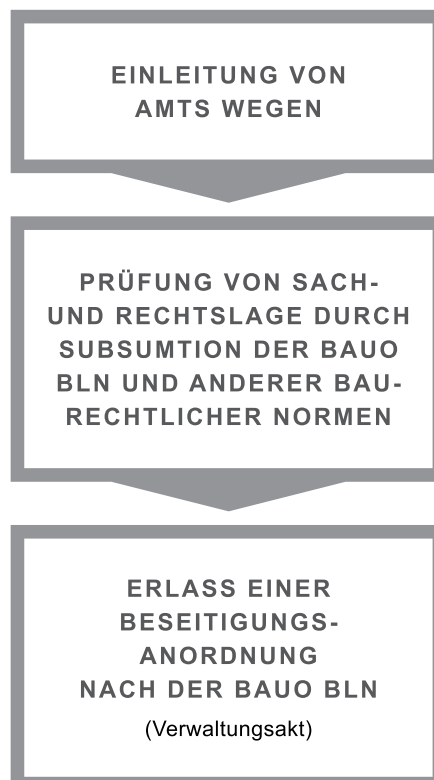 EINLEITUNG VON
AMTS WEGEN
PRÜFUNG VON SACH-
UND RECHTSLAGE DURCH
SUBSUMTION DER BAUO
BLN UND ANDERER BAU-
RECHTLICHER NORMEN
ERLASS EINER
BESEITIGUNGS-
ANORDNUNG
NACH DER BAUO BLN
(Verwaltungsakt)